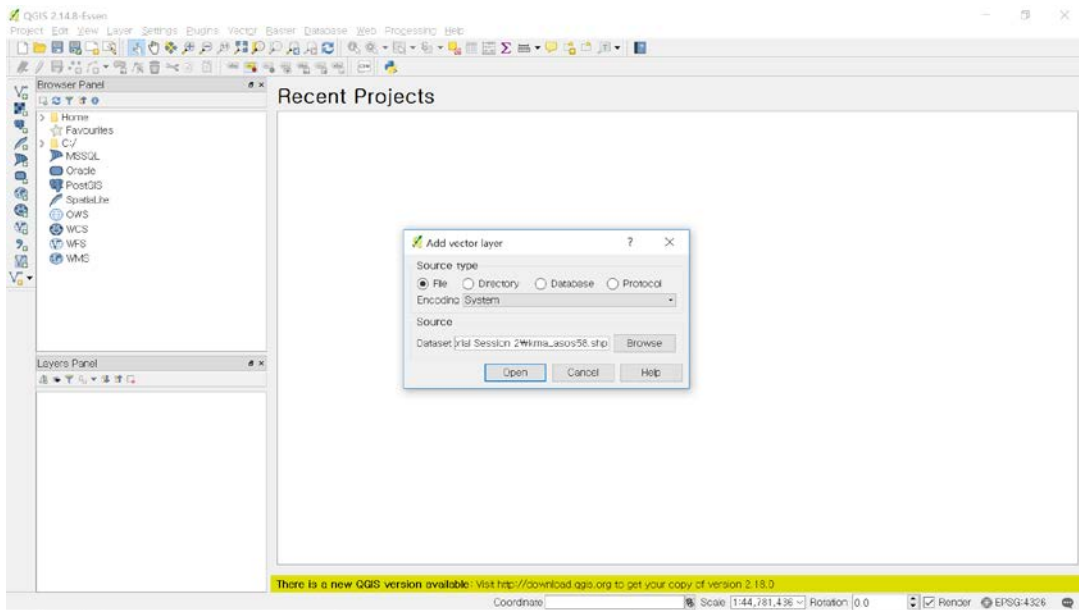 QGIS 2.14.8-Essen
Project Edit View Layer Settings Plugins Vector Raster Database Web Processing Help
Browser Panel
Recent Projects
Home
Favourites
C:/
MSSQL
Oracle
PostGIS
SpatiaLite
OWS
WCS
WFS
WMS
Add vector layer
Source type
File Directory Database Protocol
Encoding System
Source
Dataset rial Session 2₩kma_asos58.shp Browse
Open Cancel Help
Layers Panel
There is a new QGIS version available: Visit http://download.qgis.org to get your copy of version 2.18.0
Coordinate Scale 1:44,781,436 Rotation 0.0 Render EPSG:4326